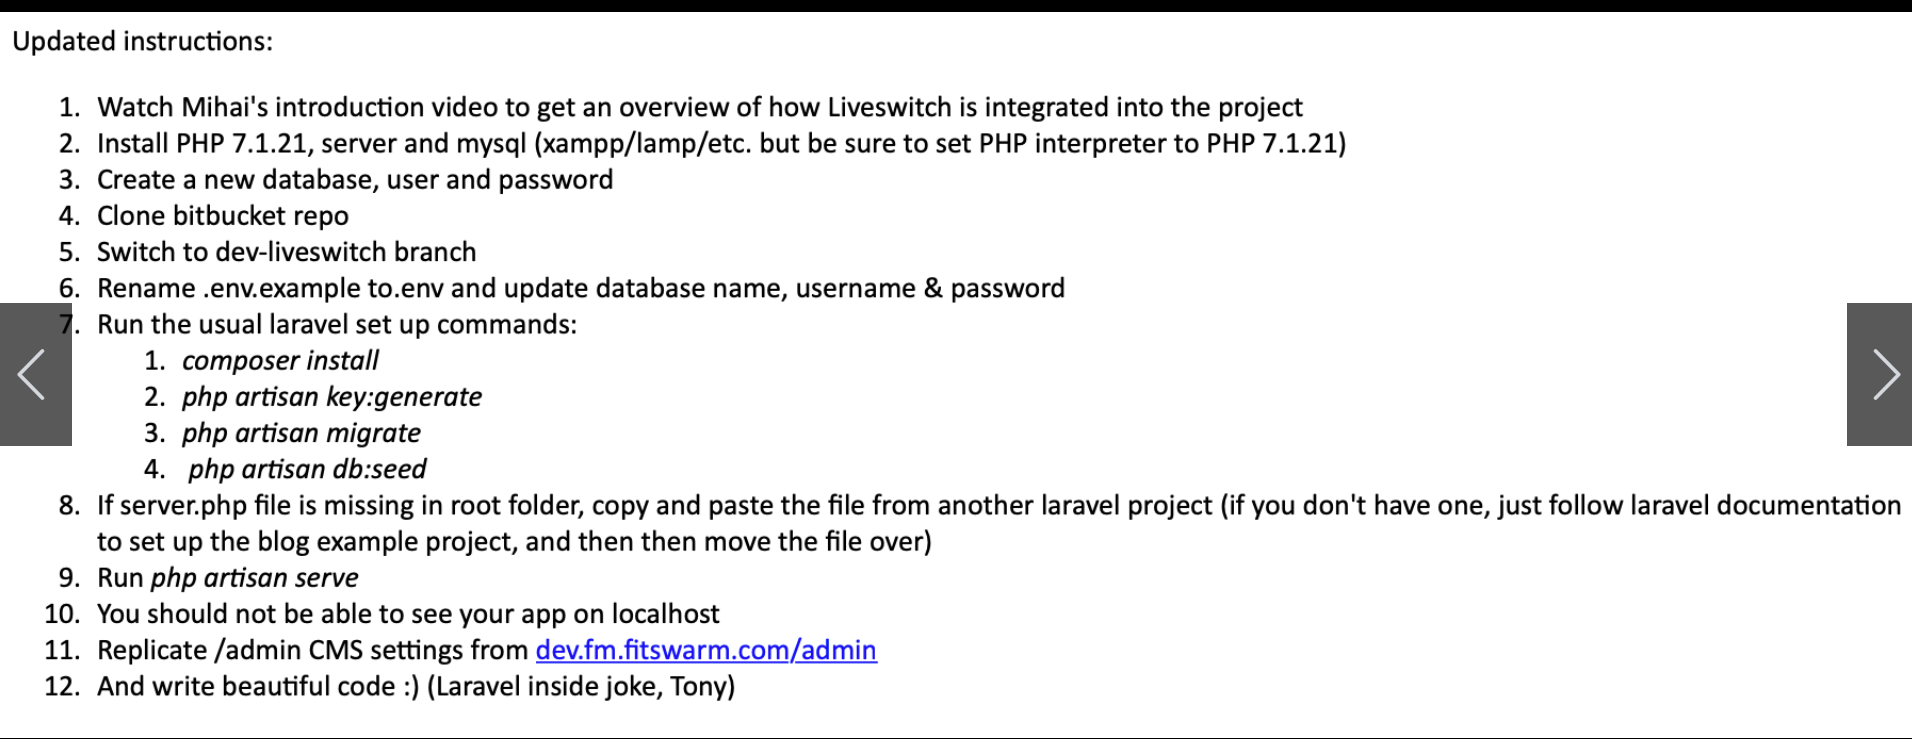 Updated instructions:
1. Watch Mihai's introduction video to get an overview of how Liveswitch is integrated into the project
2. Install PHP 7.1.21, server and mysql (xampp/lamp/etc. but be sure to set PHP interpreter to PHP 7.1.21)
3. Create a new database, user and password
4. Clone bitbucket repo
5. Switch to dev-liveswitch branch
6. Rename .env.example to.env and update database name, username & password
7. Run the usual laravel set up commands:
1. composer install
2. php artisan key:generate
3. php artisan migrate
4. php artisan db:seed
8. If server.php file is missing in root folder, copy and paste the file from another laravel project (if you don't have one, just follow laravel documentation
to set up the blog example project, and then then move the file over)
9. Run php artisan serve
10. You should not be able to see your app on localhost
11. Replicate /admin CMS settings from dev.fm.fitswarm.com/admin
12. And write beautiful code :) (Laravel inside joke, Tony)